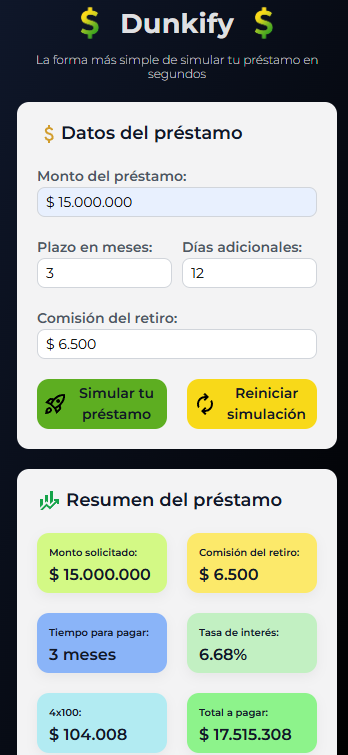 $ Dunkify $
La forma más simple de simular tu préstamo en
segundos
$ Datos del préstamo
Monto del préstamo:
$ 15.000.000
Plazo en meses: Días adicionales:
3 12
Comisión del retiro:
$ 6.500
Simular tu Reiniciar
préstamo simulación
Resumen del préstamo
Monto solicitado: Comisión del retiro:
$ 15.000.000 $ 6.500
Tiempo para pagar: Tasa de interés:
3 meses 6.68%
4x100: Total a pagar:
$ 104.008 $ 17.515.308